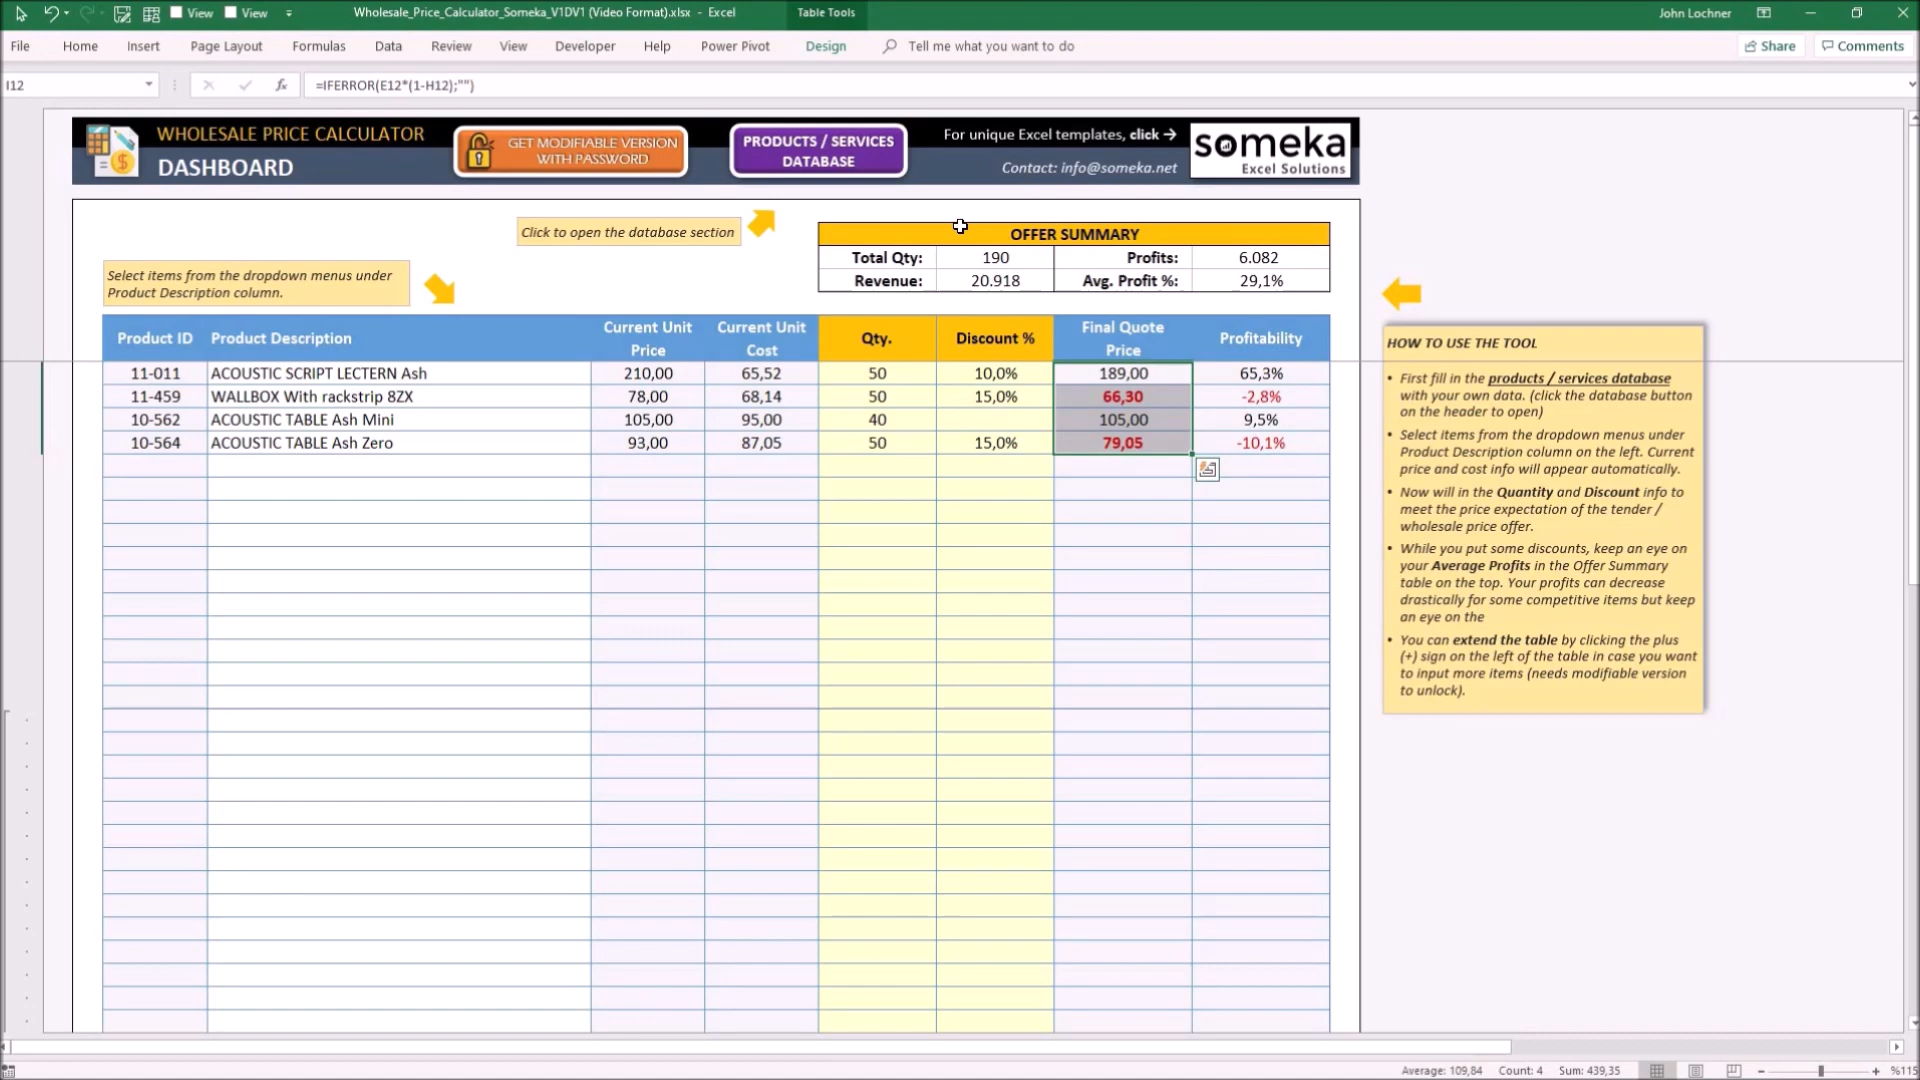 View View
Wholesale_Price_Calculator_Someka_V1DV1 (Video Format).xlsx - Excel
Table Tools
John Lochner
File Home Insert Page Layout Formulas Data Review View Developer Help Power Pivot Design Tell me what you want to do Share Comments
I12 fx =IFERROR(E12*(1-H12);"")
WHOLESALE PRICE CALCULATOR
DASHBOARD
GET MODIFIABLE VERSION
WITH PASSWORD
PRODUCTS / SERVICES
DATABASE
For unique Excel templates, click →
Contact: info@someka.net
someka
Excel Solutions
Click to open the database section
Select items from the dropdown menus under
Product Description column.
OFFER SUMMARY
Total Qty: 190 Profits: 6.082
Revenue: 20.918 Avg. Profit %: 29,1%
Product ID Product Description Current Unit Price Current Unit Cost Qty. Discount % Final Quote Price Profitability
11-011 ACOUSTIC SCRIPT LECTERN Ash 210,00 65,52 50 10,0% 189,00 65,3%
11-459 WALLBOX With rackstrip 8ZX 78,00 68,14 50 15,0% 66,30 -2,8%
10-562 ACOUSTIC TABLE Ash Mini 105,00 95,00 40 105,00 9,5%
10-564 ACOUSTIC TABLE Ash Zero 93,00 87,05 50 15,0% 79,05 -10,1%
HOW TO USE THE TOOL
• First fill in the products / services database
with your own data. (click the database button
on the header to open)
• Select items from the dropdown menus under
Product Description column on the left. Current
price and cost info will appear automatically.
• Now will in the Quantity and Discount info to
meet the price expectation of the tender /
wholesale price offer.
• While you put some discounts, keep an eye on
your Average Profits in the Offer Summary
table on the top. Your profits can decrease
drastically for some competitive items but keep
an eye on the
• You can extend the table by clicking the plus
(+) sign on the left of the table in case you want
to input more items (needs modifiable version
to unlock).
Average: 109,84 Count: 4 Sum: 439,35 %115